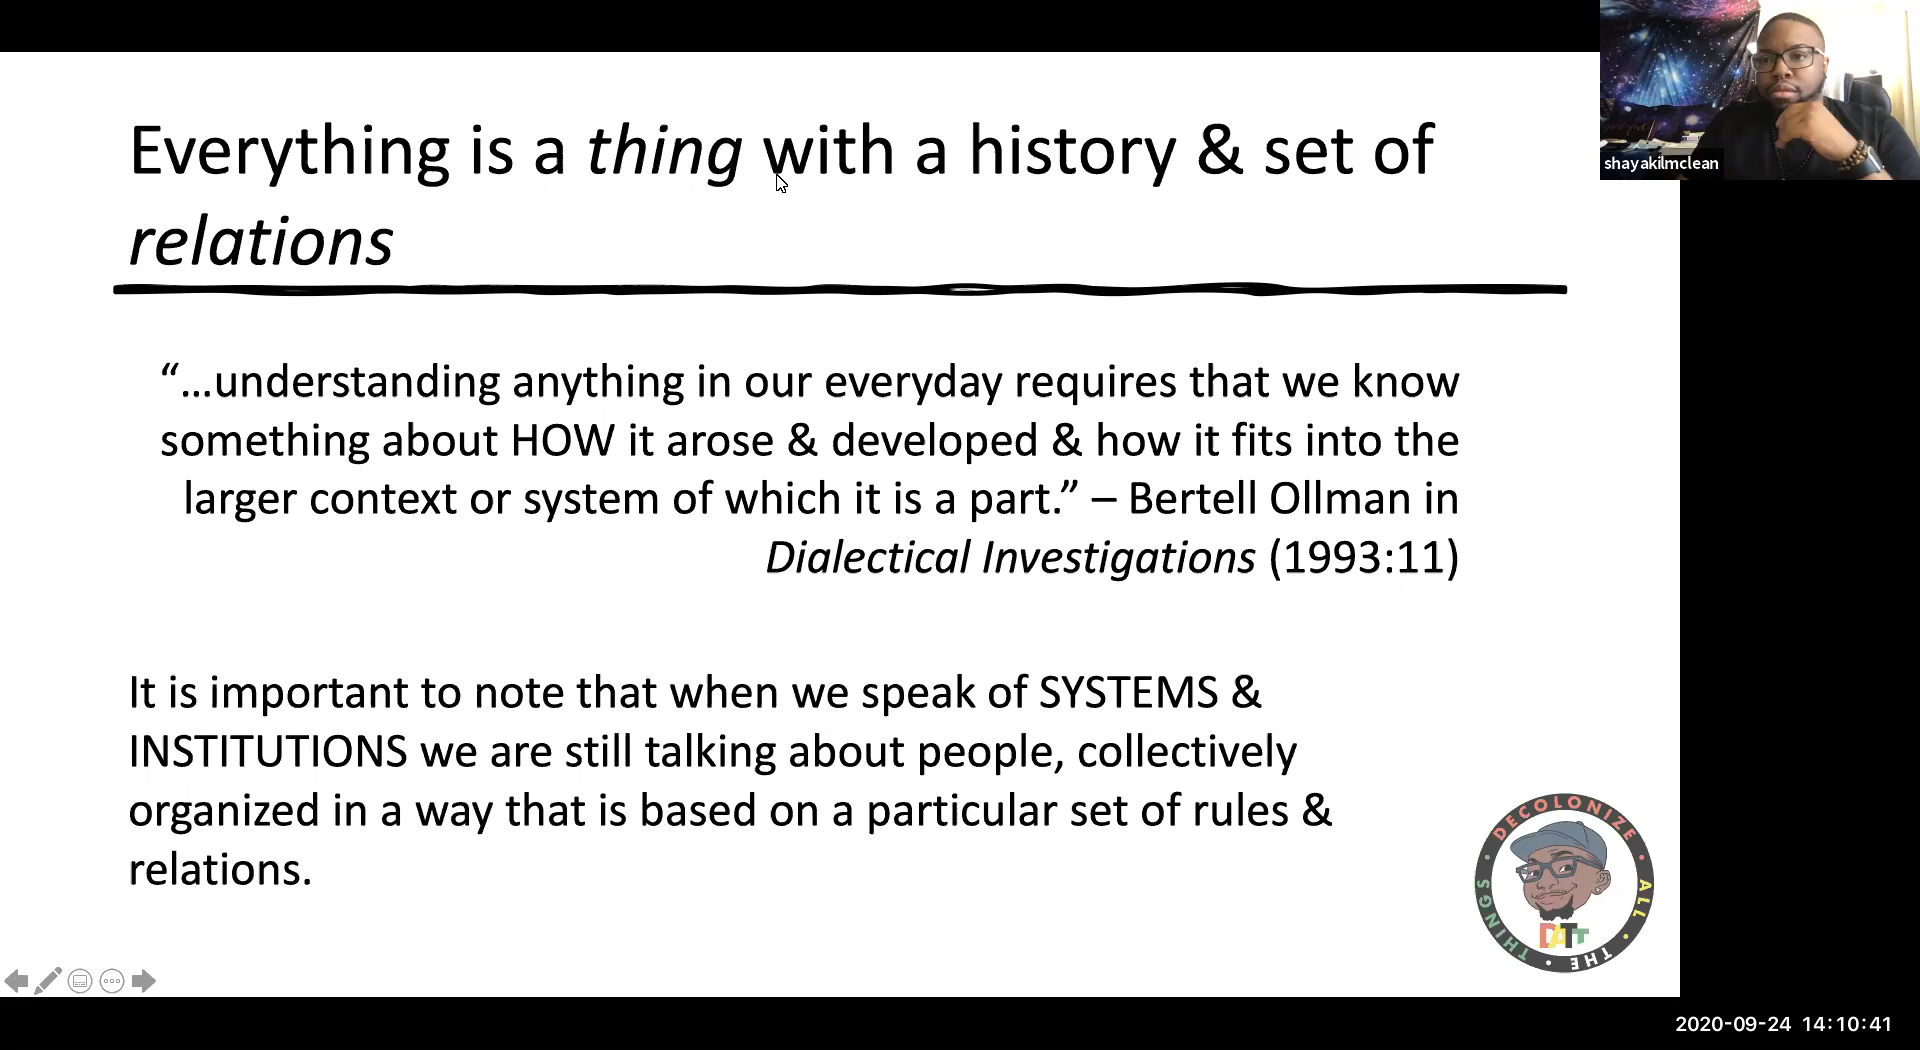 Everything is a thing with a history & set of
relations
“…understanding anything in our everyday requires that we know
something about HOW it arose & developed & how it fits into the
larger context or system of which it is a part.” – Bertell Ollman in
Dialectical Investigations (1993:11)
It is important to note that when we speak of SYSTEMS &
INSTITUTIONS we are still talking about people, collectively
organized in a way that is based on a particular set of rules &
relations.
shayakilmclean
DECOLONIZE • ALL • THE • THINGS •
DATT
2020-09-24 14:10:41